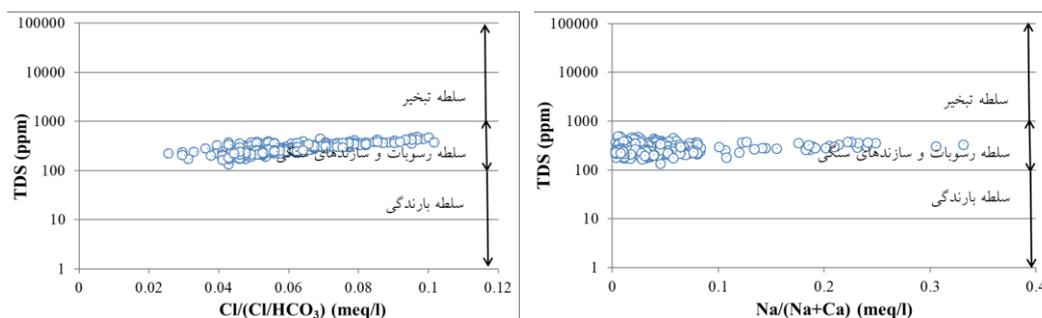 100000
10000
1000
100
10
1
TDS (ppm)
سلطه تبخیر
سلطه رسوبات و سازندهای سنگی
سلطه بارندگی
0
0.02
0.04
0.06
0.08
0.1
0.12
Cl/(Cl/HCO₃) (meq/l)
100000
10000
1000
100
10
1
TDS (ppm)
سلطه تبخیر
سلطه رسوبات و سازندهای سنگی
سلطه بارندگی
0
0.1
0.2
0.3
0.4
Na/(Na+Ca) (meq/l)